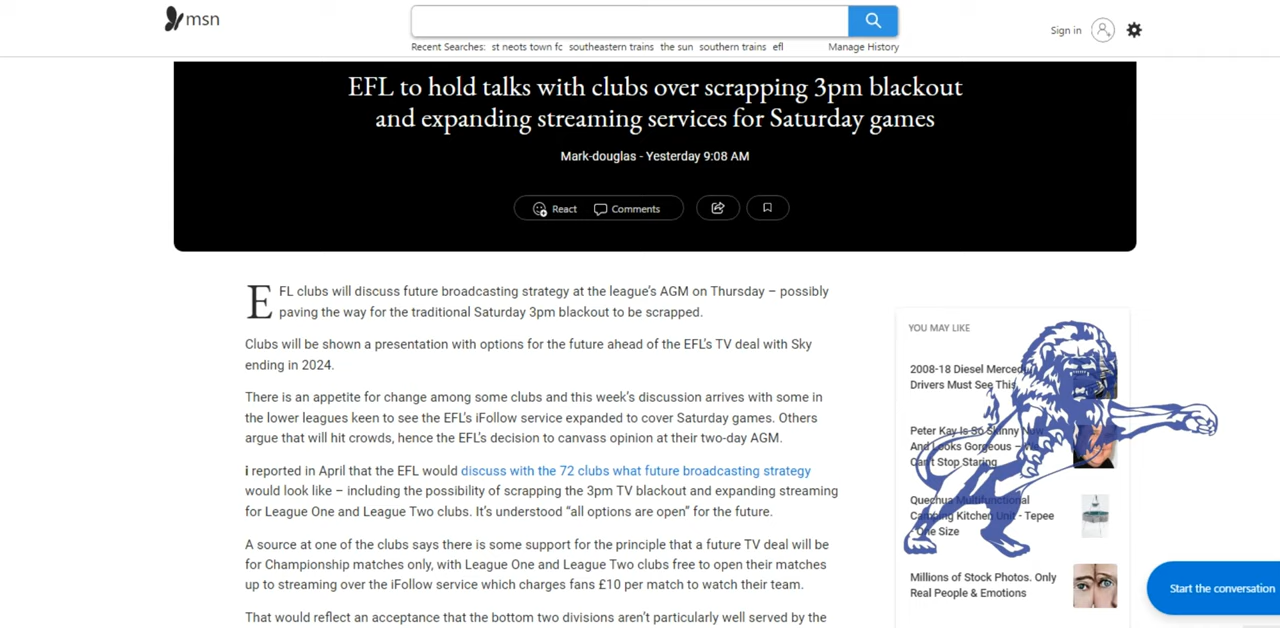 msn
Sign in
Recent Searches: st neots town fc southeastern trains the sun southern trains efl Manage History
EFL to hold talks with clubs over scrapping 3pm blackout
and expanding streaming services for Saturday games
Mark-douglas - Yesterday 9:08 AM
React Comments
EFL clubs will discuss future broadcasting strategy at the league's AGM on Thursday – possibly
paving the way for the traditional Saturday 3pm blackout to be scrapped.
Clubs will be shown a presentation with options for the future ahead of the EFL's TV deal with Sky
ending in 2024.
There is an appetite for change among some clubs and this week's discussion arrives with some in
the lower leagues keen to see the EFL's iFollow service expanded to cover Saturday games. Others
argue that will hit crowds, hence the EFL's decision to canvass opinion at their two-day AGM.
i reported in April that the EFL would discuss with the 72 clubs what future broadcasting strategy
would look like – including the possibility of scrapping the 3pm TV blackout and expanding streaming
for League One and League Two clubs. It's understood “all options are open” for the future.
A source at one of the clubs says there is some support for the principle that a future TV deal will be
for Championship matches only, with League One and League Two clubs free to open their matches
up to streaming over the iFollow service which charges fans £10 per match to watch their team.
That would reflect an acceptance that the bottom two divisions aren't particularly well served by the
YOU MAY LIKE
2008-18 Diesel
Drivers Must See This
Peter Kay Is So Skinny Now
And Looks Gorgeous –
Can't Stop Staring
Quechua Multifunctional
Camping Kitchen Unit - Tepee
- One Size
Millions of Stock Photos. Only
Real People & Emotions
Start the conversation